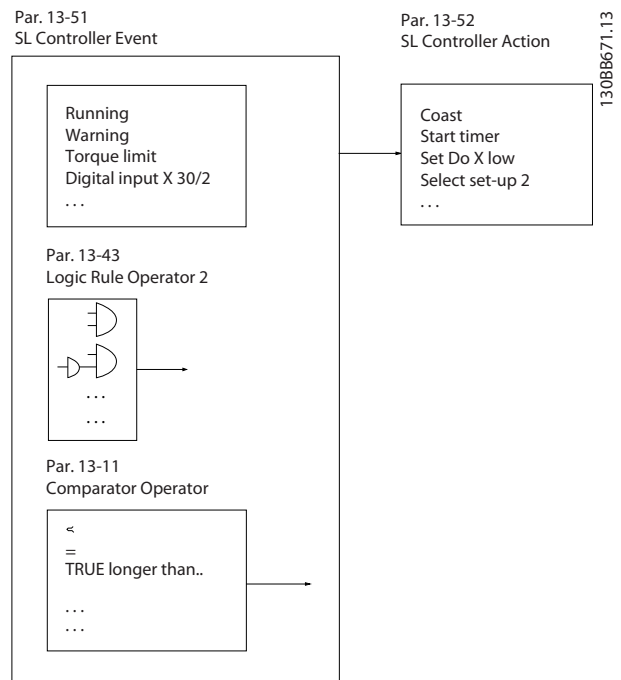 Par. 13-51
SL Controller Event
Par. 13-52
SL Controller Action
130BB671.13
Running
Warning
Torque limit
Digital input X 30/2
. . .
Coast
Start timer
Set Do X low
Select set-up 2
. . .
Par. 13-43
Logic Rule Operator 2
. . .
. . .
Par. 13-11
Comparator Operator
=
TRUE longer than..
. . .
. . .